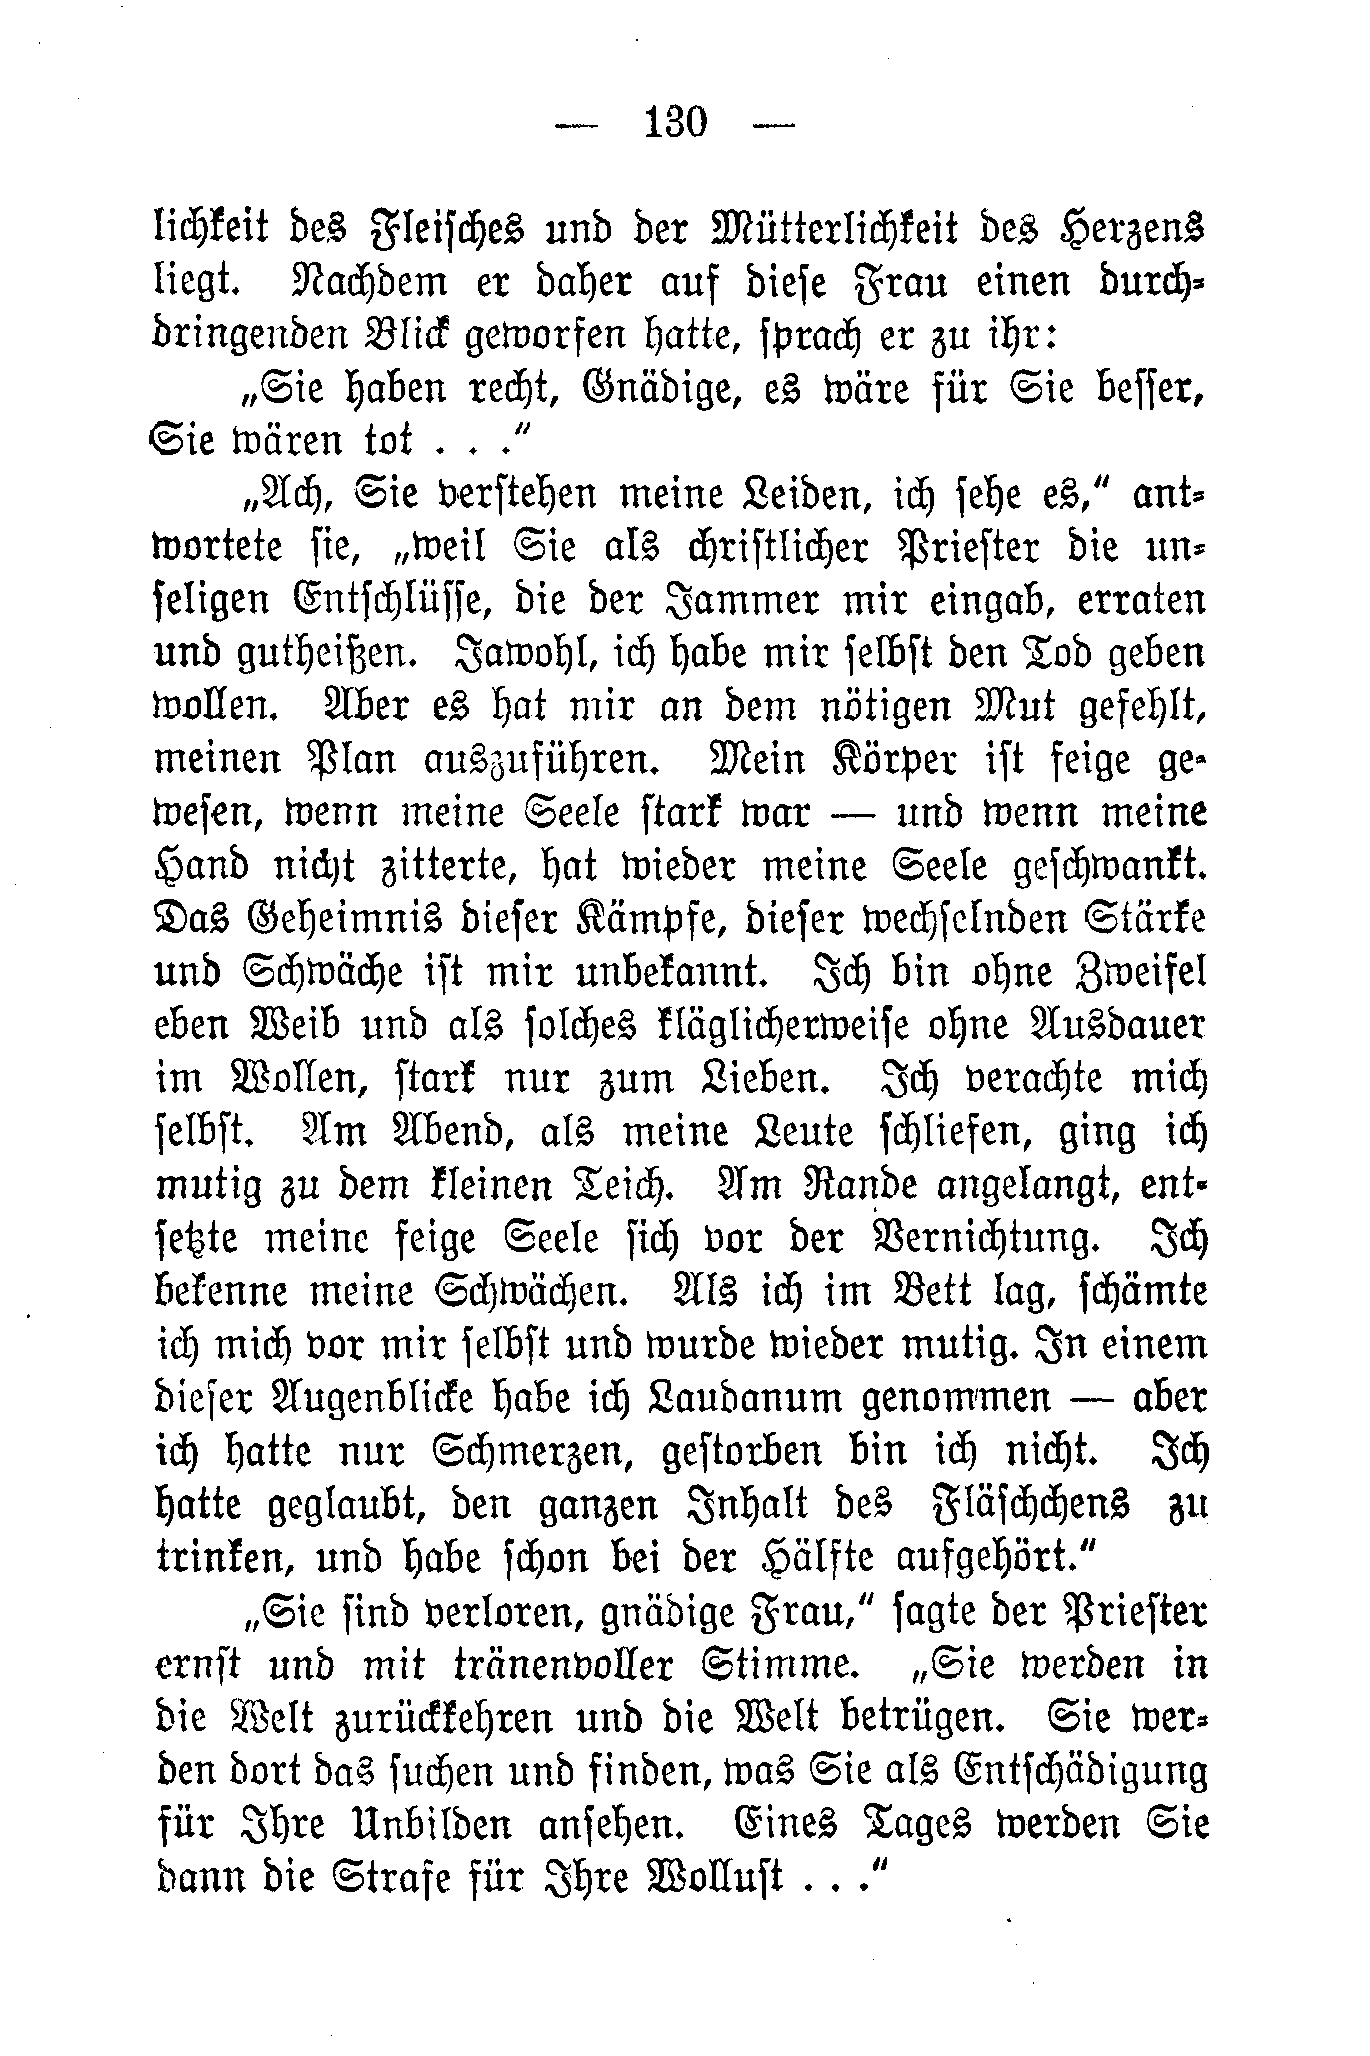 — 130 —
lichkeit des Fleisches und der Mütterlichkeit des Herzens
liegt. Nachdem er daher auf diese Frau einen durch-
dringenden Blick geworfen hatte, sprach er zu ihr:
„Sie haben recht, Gnädige, es wäre für Sie besser,
Sie wären tot . . .“
„Ach, Sie verstehen meine Leiden, ich sehe es,“ ant-
wortete sie, „weil Sie als christlicher Priester die un-
seligen Entschlüsse, die der Jammer mir eingab, erraten
und gutheißen. Jawohl, ich habe mir selbst den Tod geben
wollen. Aber es hat mir an dem nötigen Mut gefehlt,
meinen Plan auszuführen. Mein Körper ist feige ge-
wesen, wenn meine Seele stark war — und wenn meine
Hand nicht zitterte, hat wieder meine Seele geschwankt.
Das Geheimnis dieser Kämpfe, dieser wechselnden Stärke
und Schwäche ist mir unbekannt. Ich bin ohne Zweifel
eben Weib und als solches kläglicherweise ohne Ausdauer
im Wollen, stark nur zum Lieben. Ich verachte mich
selbst. Am Abend, als meine Leute schliefen, ging ich
mutig zu dem kleinen Teich. Am Rande angelangt, ent-
setzte meine feige Seele sich vor der Vernichtung. Ich
bekenne meine Schwächen. Als ich im Bett lag, schämte
ich mich vor mir selbst und wurde wieder mutig. In einem
dieser Augenblicke habe ich Laudanum genommen — aber
ich hatte nur Schmerzen, gestorben bin ich nicht. Ich
hatte geglaubt, den ganzen Inhalt des Fläschchens zu
trinken, und habe schon bei der Hälfte aufgehört.“
„Sie sind verloren, gnädige Frau,“ sagte der Priester
ernst und mit tränenvoller Stimme. „Sie werden in
die Welt zurückkehren und die Welt betrügen. Sie wer-
den dort das suchen und finden, was Sie als Entschädigung
für Ihre Unbilden ansehen. Eines Tages werden Sie
dann die Strafe für Ihre Wollust . . .“